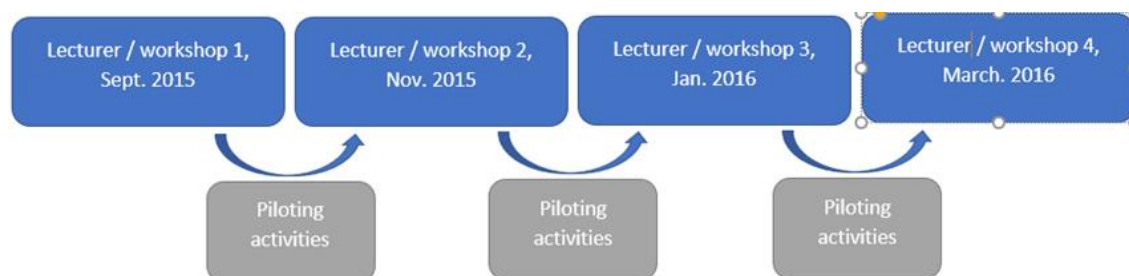 Lecturer / workshop 1,
Sept. 2015
Lecturer / workshop 2,
Nov. 2015
Lecturer / workshop 3,
Jan. 2016
Lecturer / workshop 4,
March. 2016
Piloting
activities
Piloting
activities
Piloting
activities